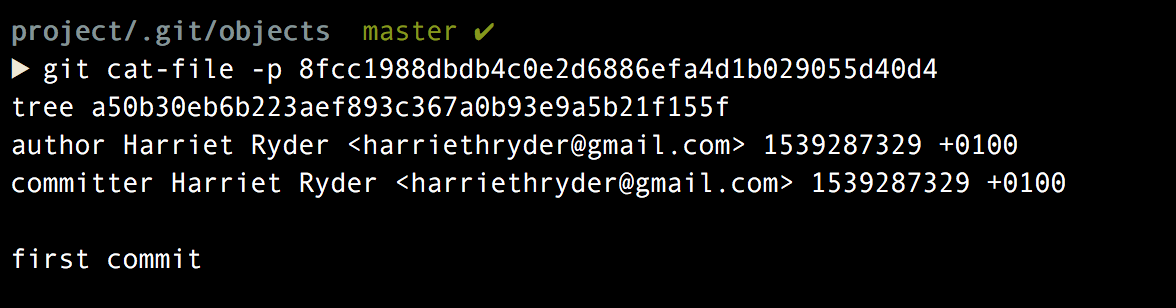 project/.git/objects master ✔
▶ git cat-file -p 8fcc1988dbdb4c0e2d6886efa4d1b029055d40d4
tree a50b30eb6b223aef893c367a0b93e9a5b21f155f
author Harriet Ryder <harriethryder@gmail.com> 1539287329 +0100
committer Harriet Ryder <harriethryder@gmail.com> 1539287329 +0100
first commit